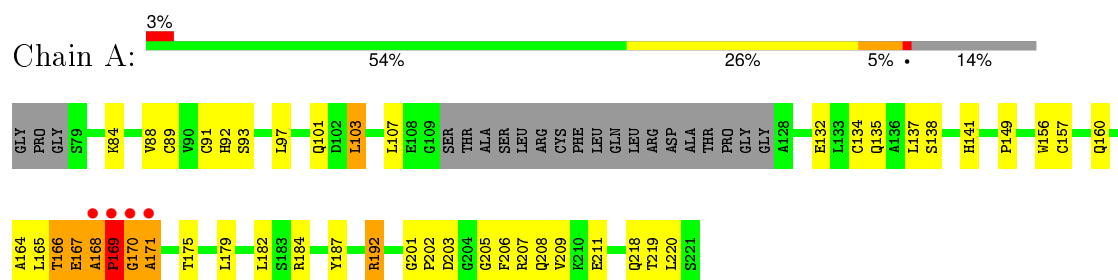 3%
Chain A:
54% 26% 5% • 14%
GLY PRO GLY S79 K84 V88 C89 V90 C91 H92 S93 L97 Q101 D102 L103 L107 E108 G109 SER THR ALA SER LEU ARG CYS PHE LEU GLN LEU ARG ASP ALA THR PRO GLY GLY A128 E132 L133 C134 Q135 A136 L137 S138 H141 P149 W156 C157 Q160
A164 L165 T166 E167 A168 P169 G170 A171 T175 L179 L182 S183 R184 Y187 R192 G201 P202 D203 G204 G205 F206 R207 Q208 V209 K210 E211 Q218 T219 L220 S221